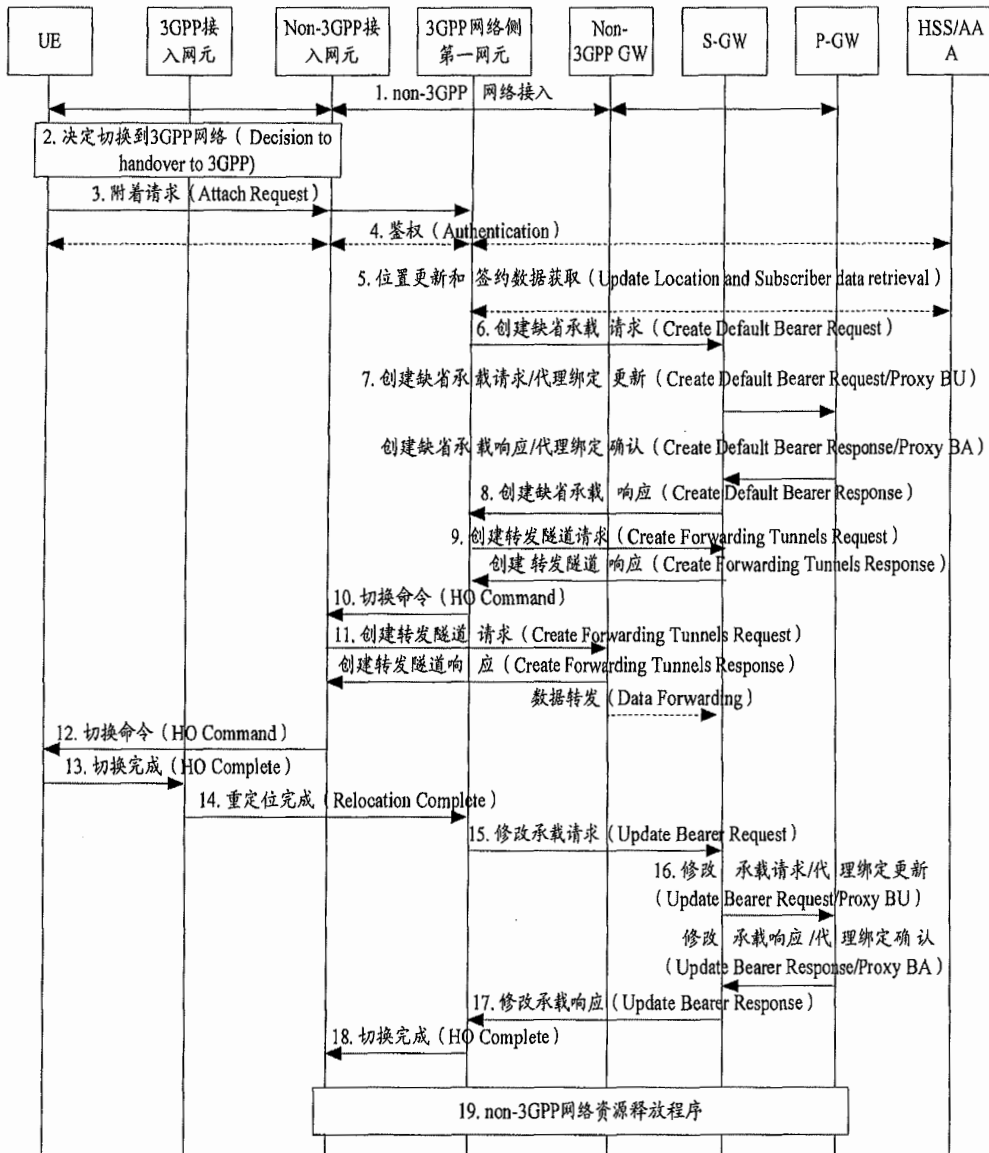 UE
3GPP接
入网元
Non-3GPP接
入网元
3GPP网络侧
第一网元
Non-
3GPP GW
S-GW
P-GW
HSS/AA
A
1. non-3GPP 网络接入
2. 决定切换到3GPP网络（ Decision to
handover to 3GPP)
3. 附着请求（Attach Request）
4. 鉴权（Authentication）
5. 位置更新和 签约数据获取（Update Location and Subscriber data retrieval）
6. 创建缺省承载 请求（Create Default Bearer Request）
7. 创建缺省承 载请求/代理绑定 更新（Create Default Bearer Request/Proxy BU）
创建缺省承 载响应/代理绑定 确认（Create Default Bearer Response/Proxy BA）
8. 创建缺省承载 响应（Create Default Bearer Response）
9. 创建转发隧道请求（Create Forwarding Tunnels Request）
创建 转发隧道 响应（Create Forwarding Tunnels Response）
10. 切换命令（HO Command）
11. 创建转发隧道 请求（Create Forwarding Tunnels Request）
创建转发隧道响 应（Create Forwarding Tunnels Response）
数据转发（Data Forwarding）
12. 切换命令（HO Command）
13. 切换完成（HO Complete）
14. 重定位完成（Relocation Complete）
15. 修改承载请求（Update Bearer Request）
16. 修改 承载请求/代 理绑定更新
（Update Bearer Request/Proxy BU）
修改 承载响应 /代 理绑定确 认
（Update Bearer Response/Proxy BA）
17. 修改承载响应（Update Bearer Response）
18. 切换完成（HO Complete）
19. non-3GPP网络资源释放程序